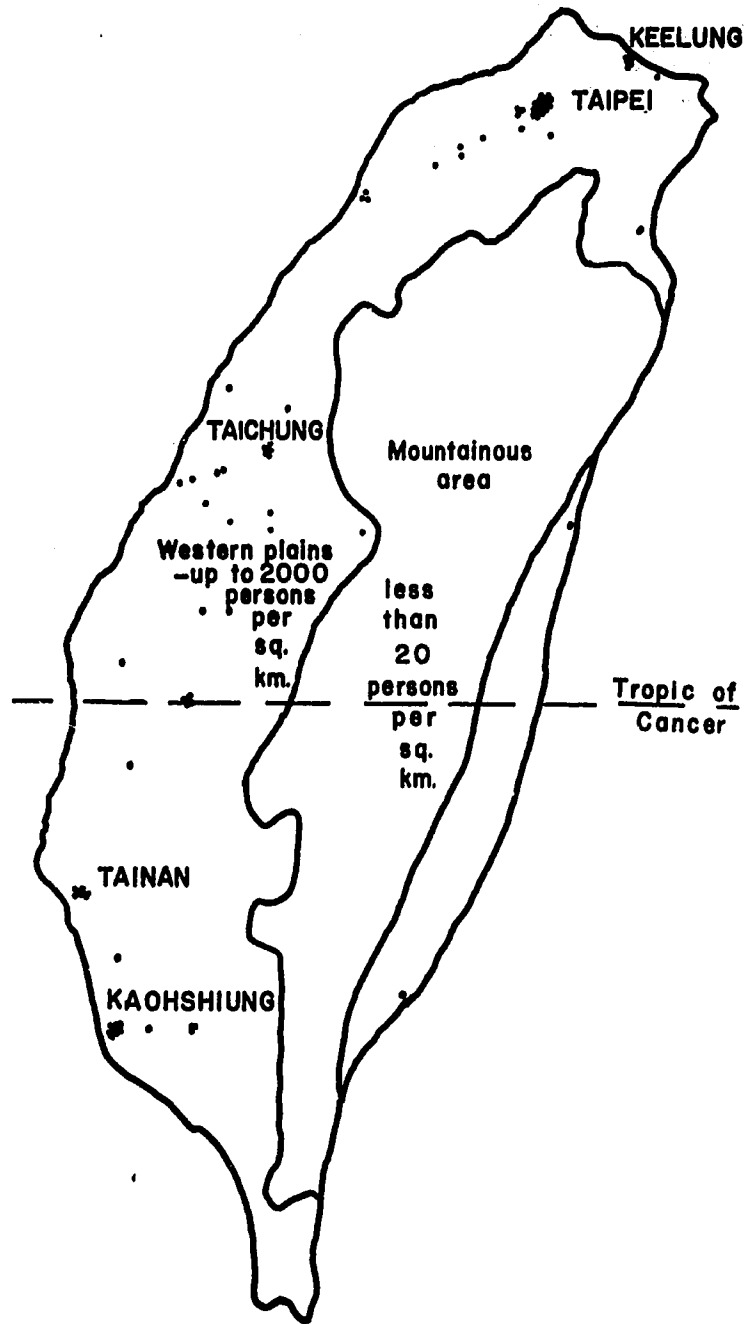 KEELUNG
TAIPEI
TAICHUNG
Mountainous
area
Western plains
-up to 2000
persons
per
sq.
km.
less
than
20
persons
per
sq.
km.
Tropic of
Cancer
TAINAN
KAOHSHIUNG